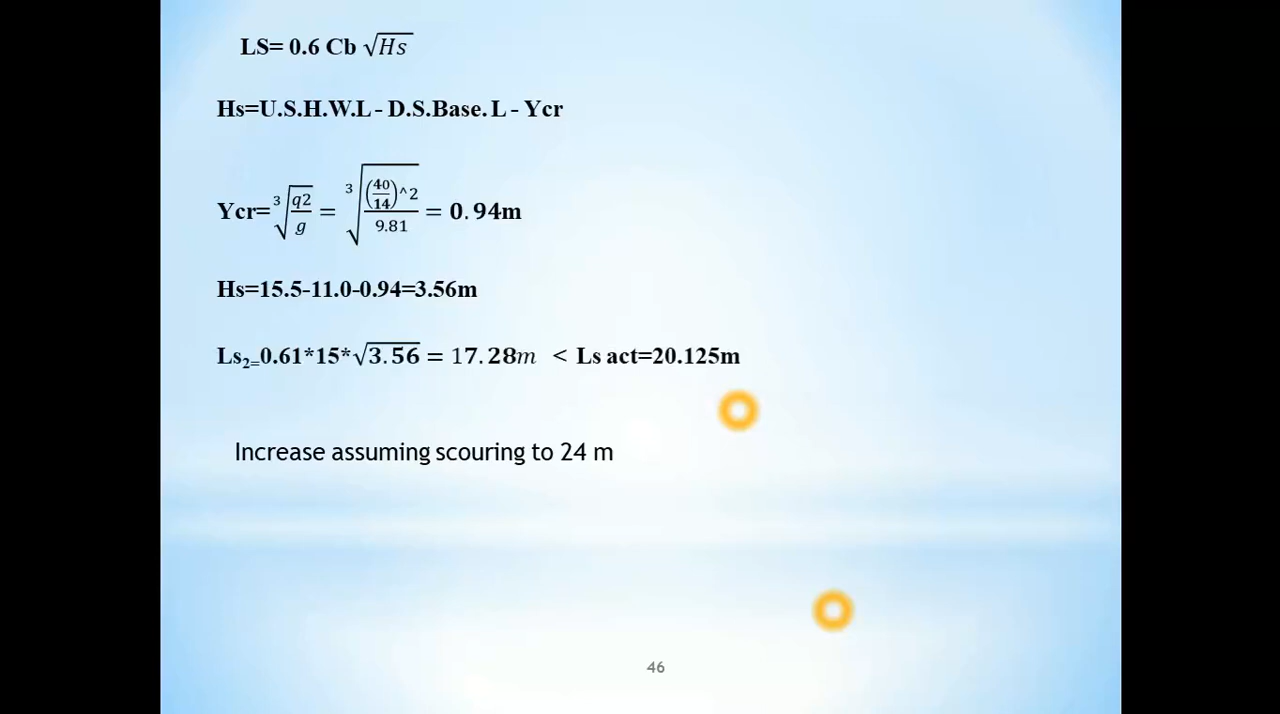 LS= 0.6 Cb √Hs
Hs=U.S.H.W.L - D.S.Base. L - Ycr
Ycr=∛(q2/g) = ∛((40/14)^2/9.81) = 0.94m
Hs=15.5-11.0-0.94=3.56m
Ls₂₌0.61*15*√3.56 = 17.28m < Ls act=20.125m
Increase assuming scouring to 24 m
46